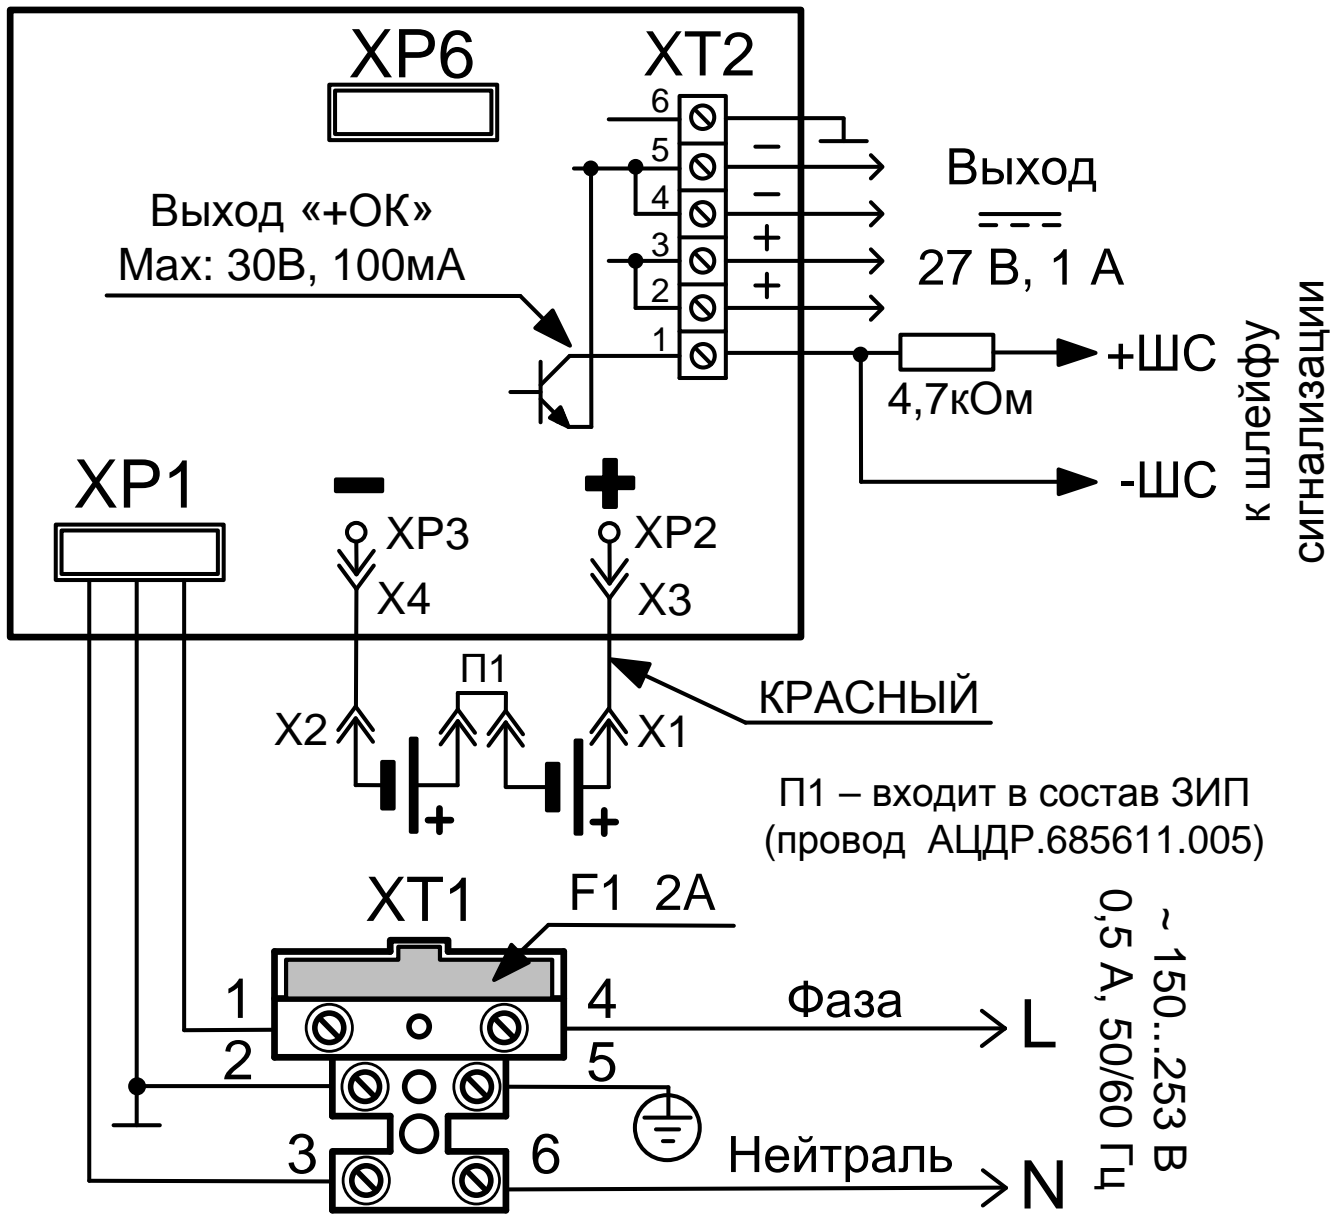 XP6
XT2
6
5
4
3
2
1
−
−
+
+
Выход
27 В, 1 А
Выход «+ОК»
Max: 30В, 100мА
+ШС
4,7кОм
-ШС
к шлейфу
сигнализации
XP1
−
+
XP3
XP2
X4
X3
П1
КРАСНЫЙ
X2
X1
+
+
П1 – входит в состав ЗИП
(провод АЦДР.685611.005)
XT1
F1 2А
1
4
Фаза
L
2
5
3
6
Нейтраль
N
~ 150...253 В
0,5 А, 50/60 Гц